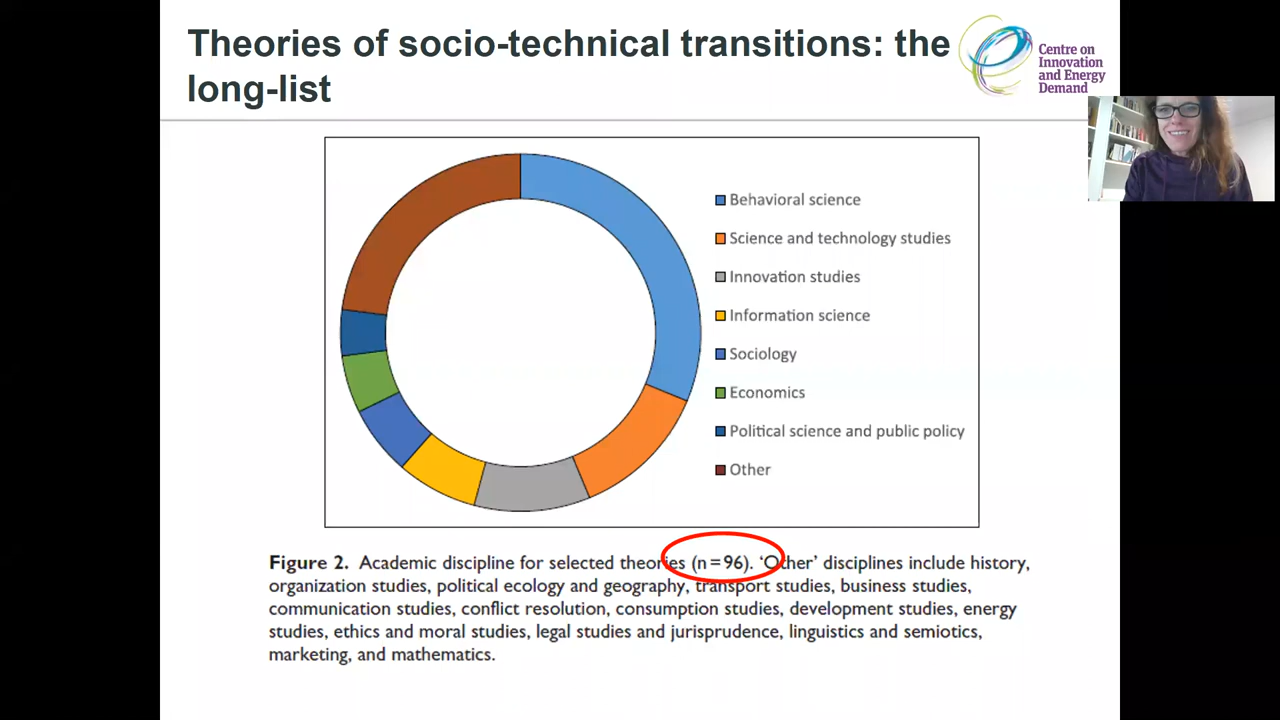 Theories of socio-technical transitions: the
long-list
Centre on
Innovation
and Energy
Demand
Behavioral science
Science and technology studies
Innovation studies
Information science
Sociology
Economics
Political science and public policy
Other
Figure 2. Academic discipline for selected theories (n = 96). ‘Other’ disciplines include history,
organization studies, political ecology and geography, transport studies, business studies,
communication studies, conflict resolution, consumption studies, development studies, energy
studies, ethics and moral studies, legal studies and jurisprudence, linguistics and semiotics,
marketing, and mathematics.